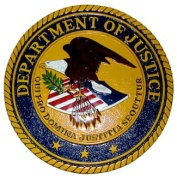 DEPARTMENT OF JUSTICE
QUI PRO DOMINA JUSTITIA SEQUITUR